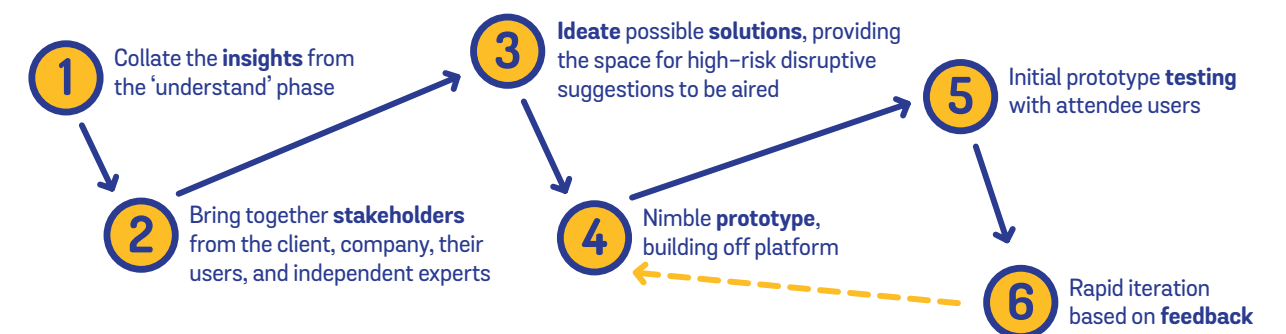 1
Collate the insights from
the ‘understand’ phase
2
Bring together stakeholders
from the client, company, their
users, and independent experts
3
Ideate possible solutions, providing
the space for high-risk disruptive
suggestions to be aired
4
Nimble prototype,
building off platform
5
Initial prototype testing
with attendee users
6
Rapid iteration
based on feedback